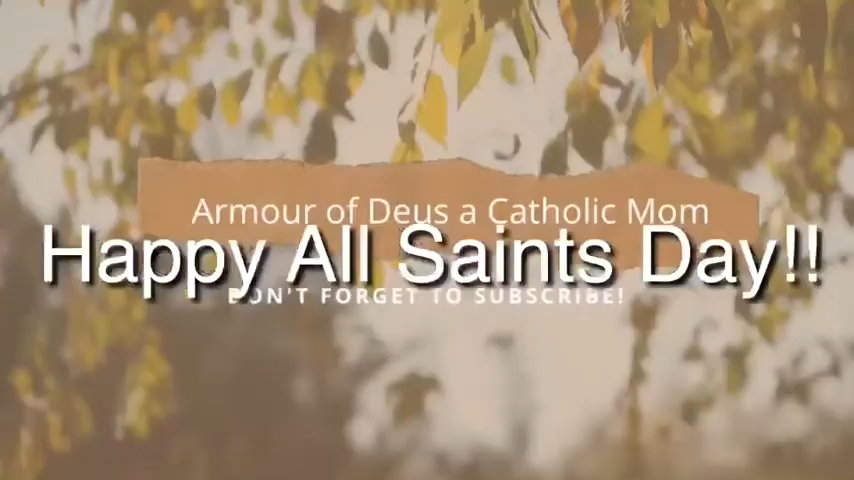 Armour of Deus a Catholic Mom
Happy All Saints Day!!
DON'T FORGET TO SUBSCRIBE!